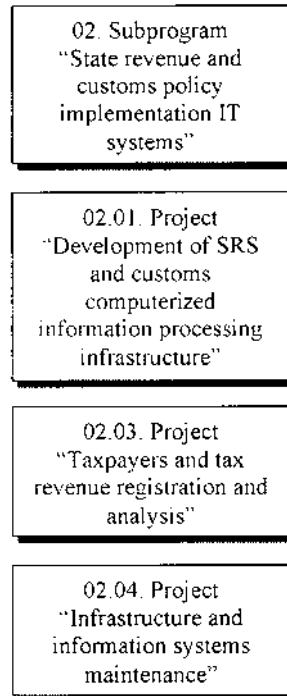 02. Subprogram
“State revenue and
customs policy
implementation IT
systems”
02.01. Project
“Development of SRS
and customs
computerized
information processing
infrastructure”
02.03. Project
“Taxpayers and tax
revenue registration and
analysis”
02.04. Project
“Infrastructure and
information systems
maintenance”